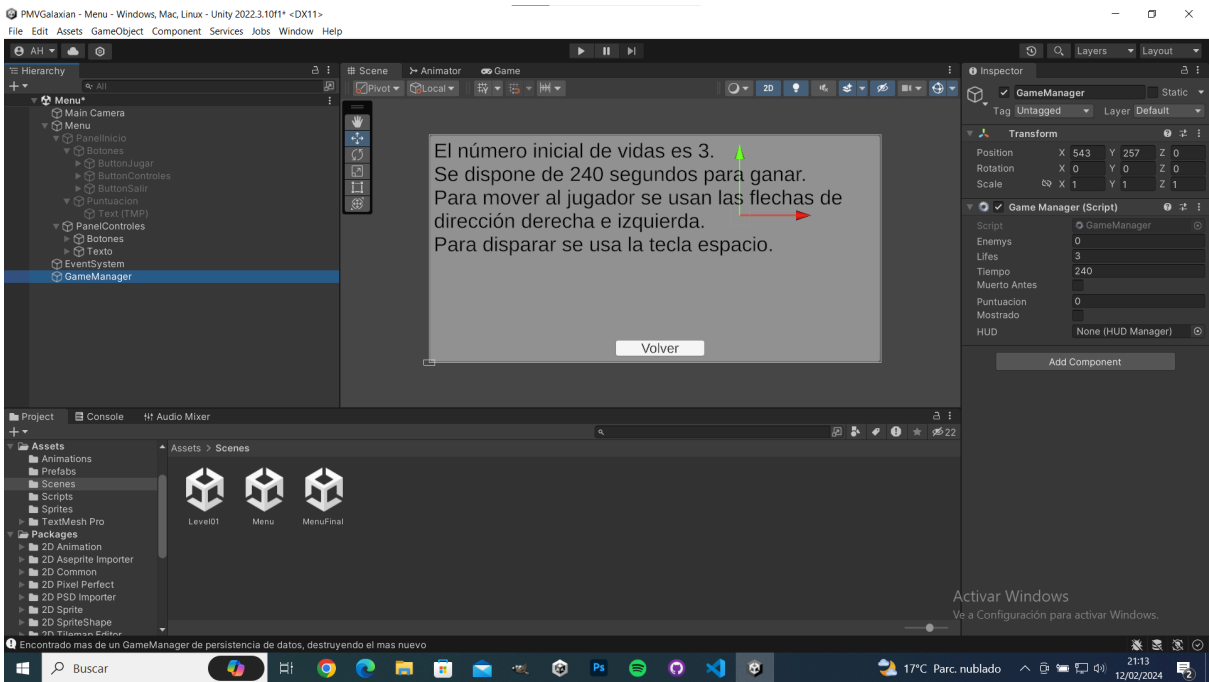 PMVGalaxian - Menu - Windows, Mac, Linux - Unity 2022.3.10f1* <DX11>
File Edit Assets GameObject Component Services Jobs Window Help
AH Layers Layout
Hierarchy
All
Menu*
Main Camera
Menu
PanelInicio
Botones
ButtonJugar
ButtonControles
ButtonSalir
Puntuacion
Text (TMP)
PanelControles
Botones
Texto
EventSystem
GameManager
Scene Animator Game
Pivot Local 2D
El número inicial de vidas es 3.
Se dispone de 240 segundos para ganar.
Para mover al jugador se usan las flechas de
dirección derecha e izquierda.
Para disparar se usa la tecla espacio.
Volver
Inspector
GameManager Static
Tag Untagged Layer Default
Transform
Position X 543 Y 257 Z 0
Rotation X 0 Y 0 Z 0
Scale X 1 Y 1 Z 1
Game Manager (Script)
Script GameManager
Enemys 0
Lifes 3
Tiempo 240
Muerto Antes
Puntuacion 0
Mostrado
HUD None (HUD Manager)
Add Component
Project Console Audio Mixer
22
Assets
Animations
Prefabs
Scenes
Scripts
Sprites
TextMesh Pro
Packages
2D Animation
2D Aseprite Importer
2D Common
2D Pixel Perfect
2D PSD Importer
2D Sprite
2D SpriteShape
2D Tilemap Editor
Assets > Scenes
Level01 Menu MenuFinal
Activar Windows
Ve a Configuración para activar Windows.
Encontrado mas de un GameManager de persistencia de datos, destruyendo el mas nuevo
Buscar
Ps
17°C Parc. nublado
21:13
12/02/2024
2